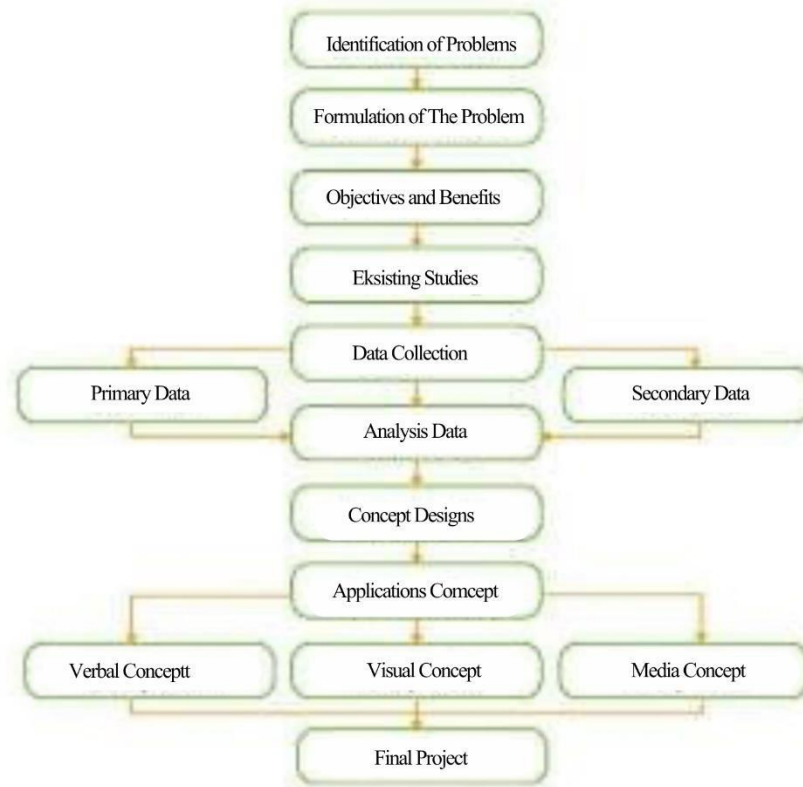 Identification of Problems
Formulation of The Problem
Objectives and Benefits
Eksisting Studies
Data Collection
Primary Data
Secondary Data
Analysis Data
Concept Designs
Applications Comcept
Verbal Conceptt
Visual Concept
Media Concept
Final Project